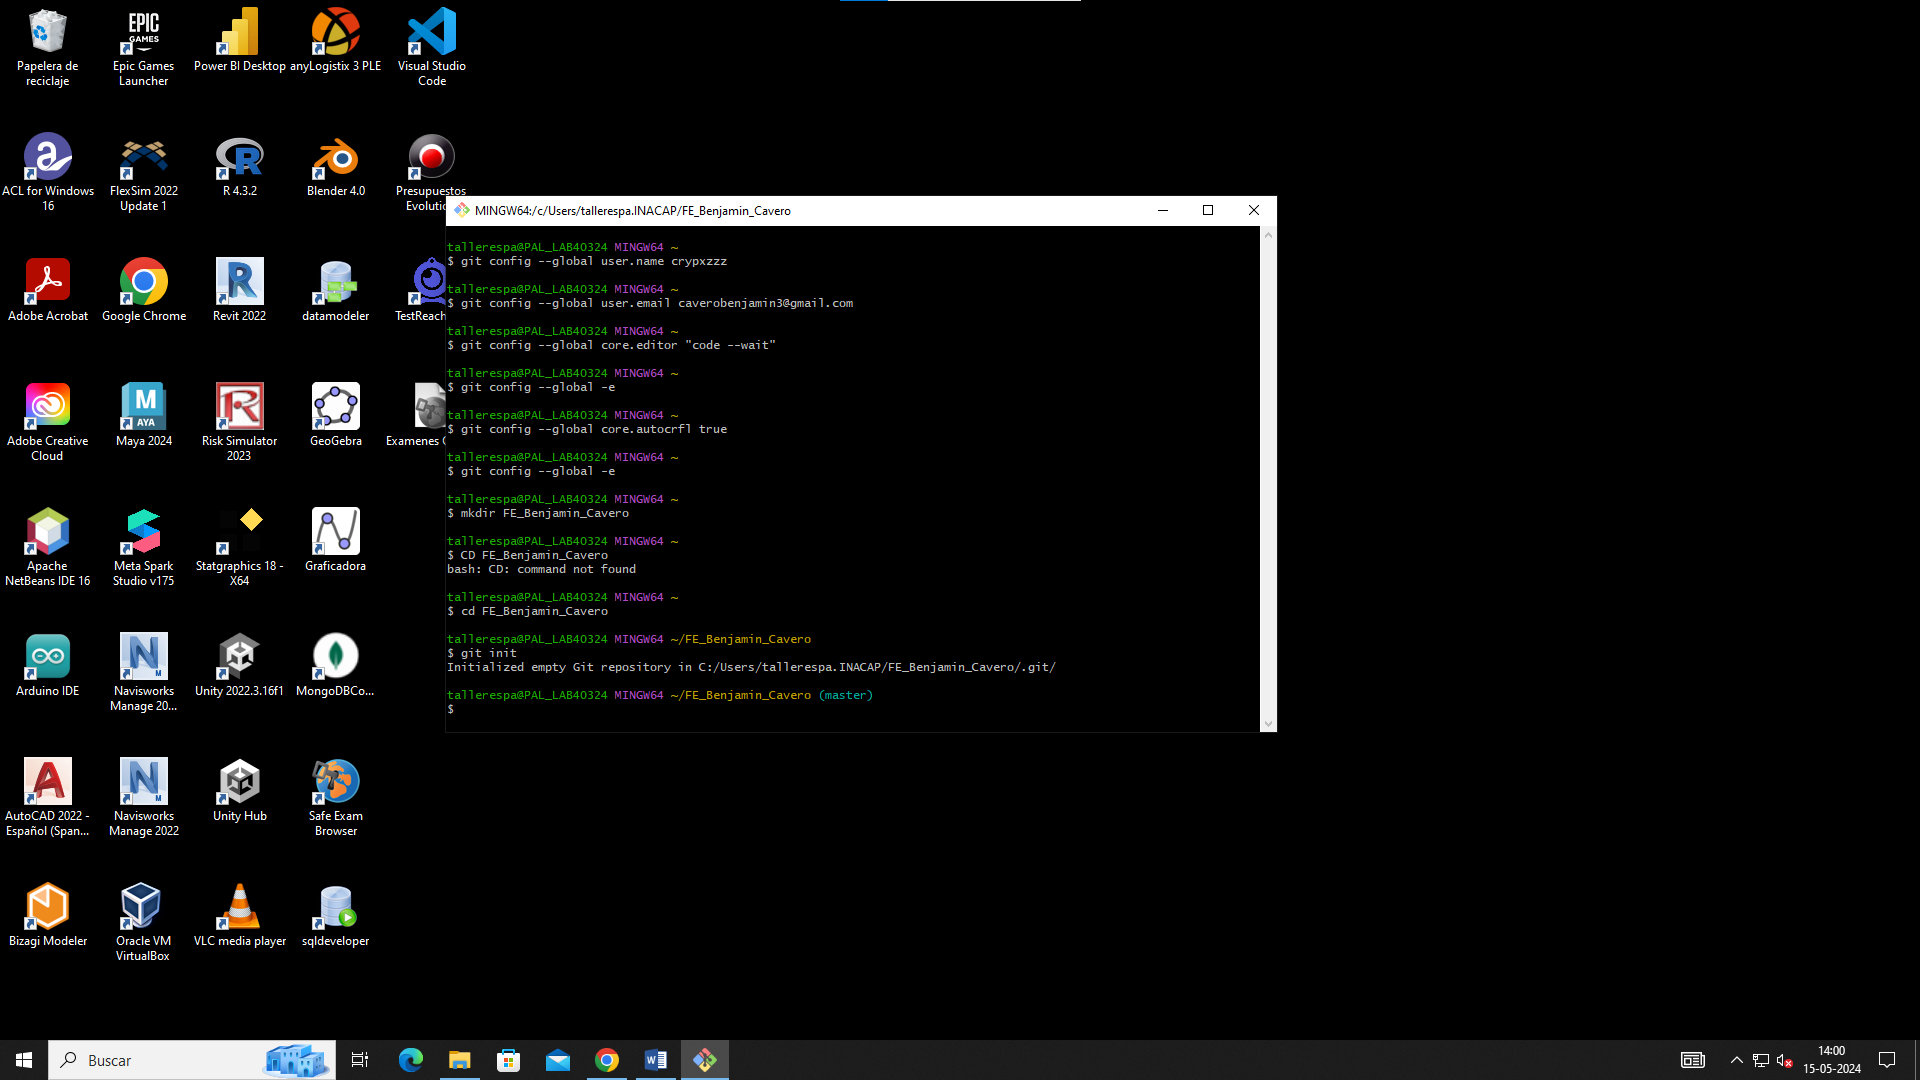 Papelera de
reciclaje
EPIC
GAMES
Epic Games
Launcher
Power BI Desktop
anyLogistix 3 PLE
Visual Studio
Code
ACL for Windows
16
FlexSim 2022
Update 1
R 4.3.2
Blender 4.0
Presupuestos
Evolutio
Adobe Acrobat
Google Chrome
Revit 2022
datamodeler
TestReach
Adobe Creative
Cloud
M
AYA
Maya 2024
Risk Simulator
2023
GeoGebra
Examenes
Apache
NetBeans IDE 16
Meta Spark
Studio v175
Statgraphics 18 -
X64
Graficadora
Arduino IDE
Navisworks
Manage 20...
Unity 2022.3.16f1
MongoDBCo...
AutoCAD 2022 -
Español (Span...
Navisworks
Manage 2022
Unity Hub
Safe Exam
Browser
Bizagi Modeler
Oracle VM
VirtualBox
VLC media player
sqldeveloper
MINGW64:/c/Users/tallerespa.INACAP/FE_Benjamin_Cavero
tallerespa@PAL_LAB40324 MINGW64 ~
$ git config --global user.name crypxzzz
tallerespa@PAL_LAB40324 MINGW64 ~
$ git config --global user.email caverobenjamin3@gmail.com
tallerespa@PAL_LAB40324 MINGW64 ~
$ git config --global core.editor "code --wait"
tallerespa@PAL_LAB40324 MINGW64 ~
$ git config --global -e
tallerespa@PAL_LAB40324 MINGW64 ~
$ git config --global core.autocrfl true
tallerespa@PAL_LAB40324 MINGW64 ~
$ git config --global -e
tallerespa@PAL_LAB40324 MINGW64 ~
$ mkdir FE_Benjamin_Cavero
tallerespa@PAL_LAB40324 MINGW64 ~
$ CD FE_Benjamin_Cavero
bash: CD: command not found
tallerespa@PAL_LAB40324 MINGW64 ~
$ cd FE_Benjamin_Cavero
tallerespa@PAL_LAB40324 MINGW64 ~/FE_Benjamin_Cavero
$ git init
Initialized empty Git repository in C:/Users/tallerespa.INACAP/FE_Benjamin_Cavero/.git/
tallerespa@PAL_LAB40324 MINGW64 ~/FE_Benjamin_Cavero (master)
$
Buscar
14:00
15-05-2024